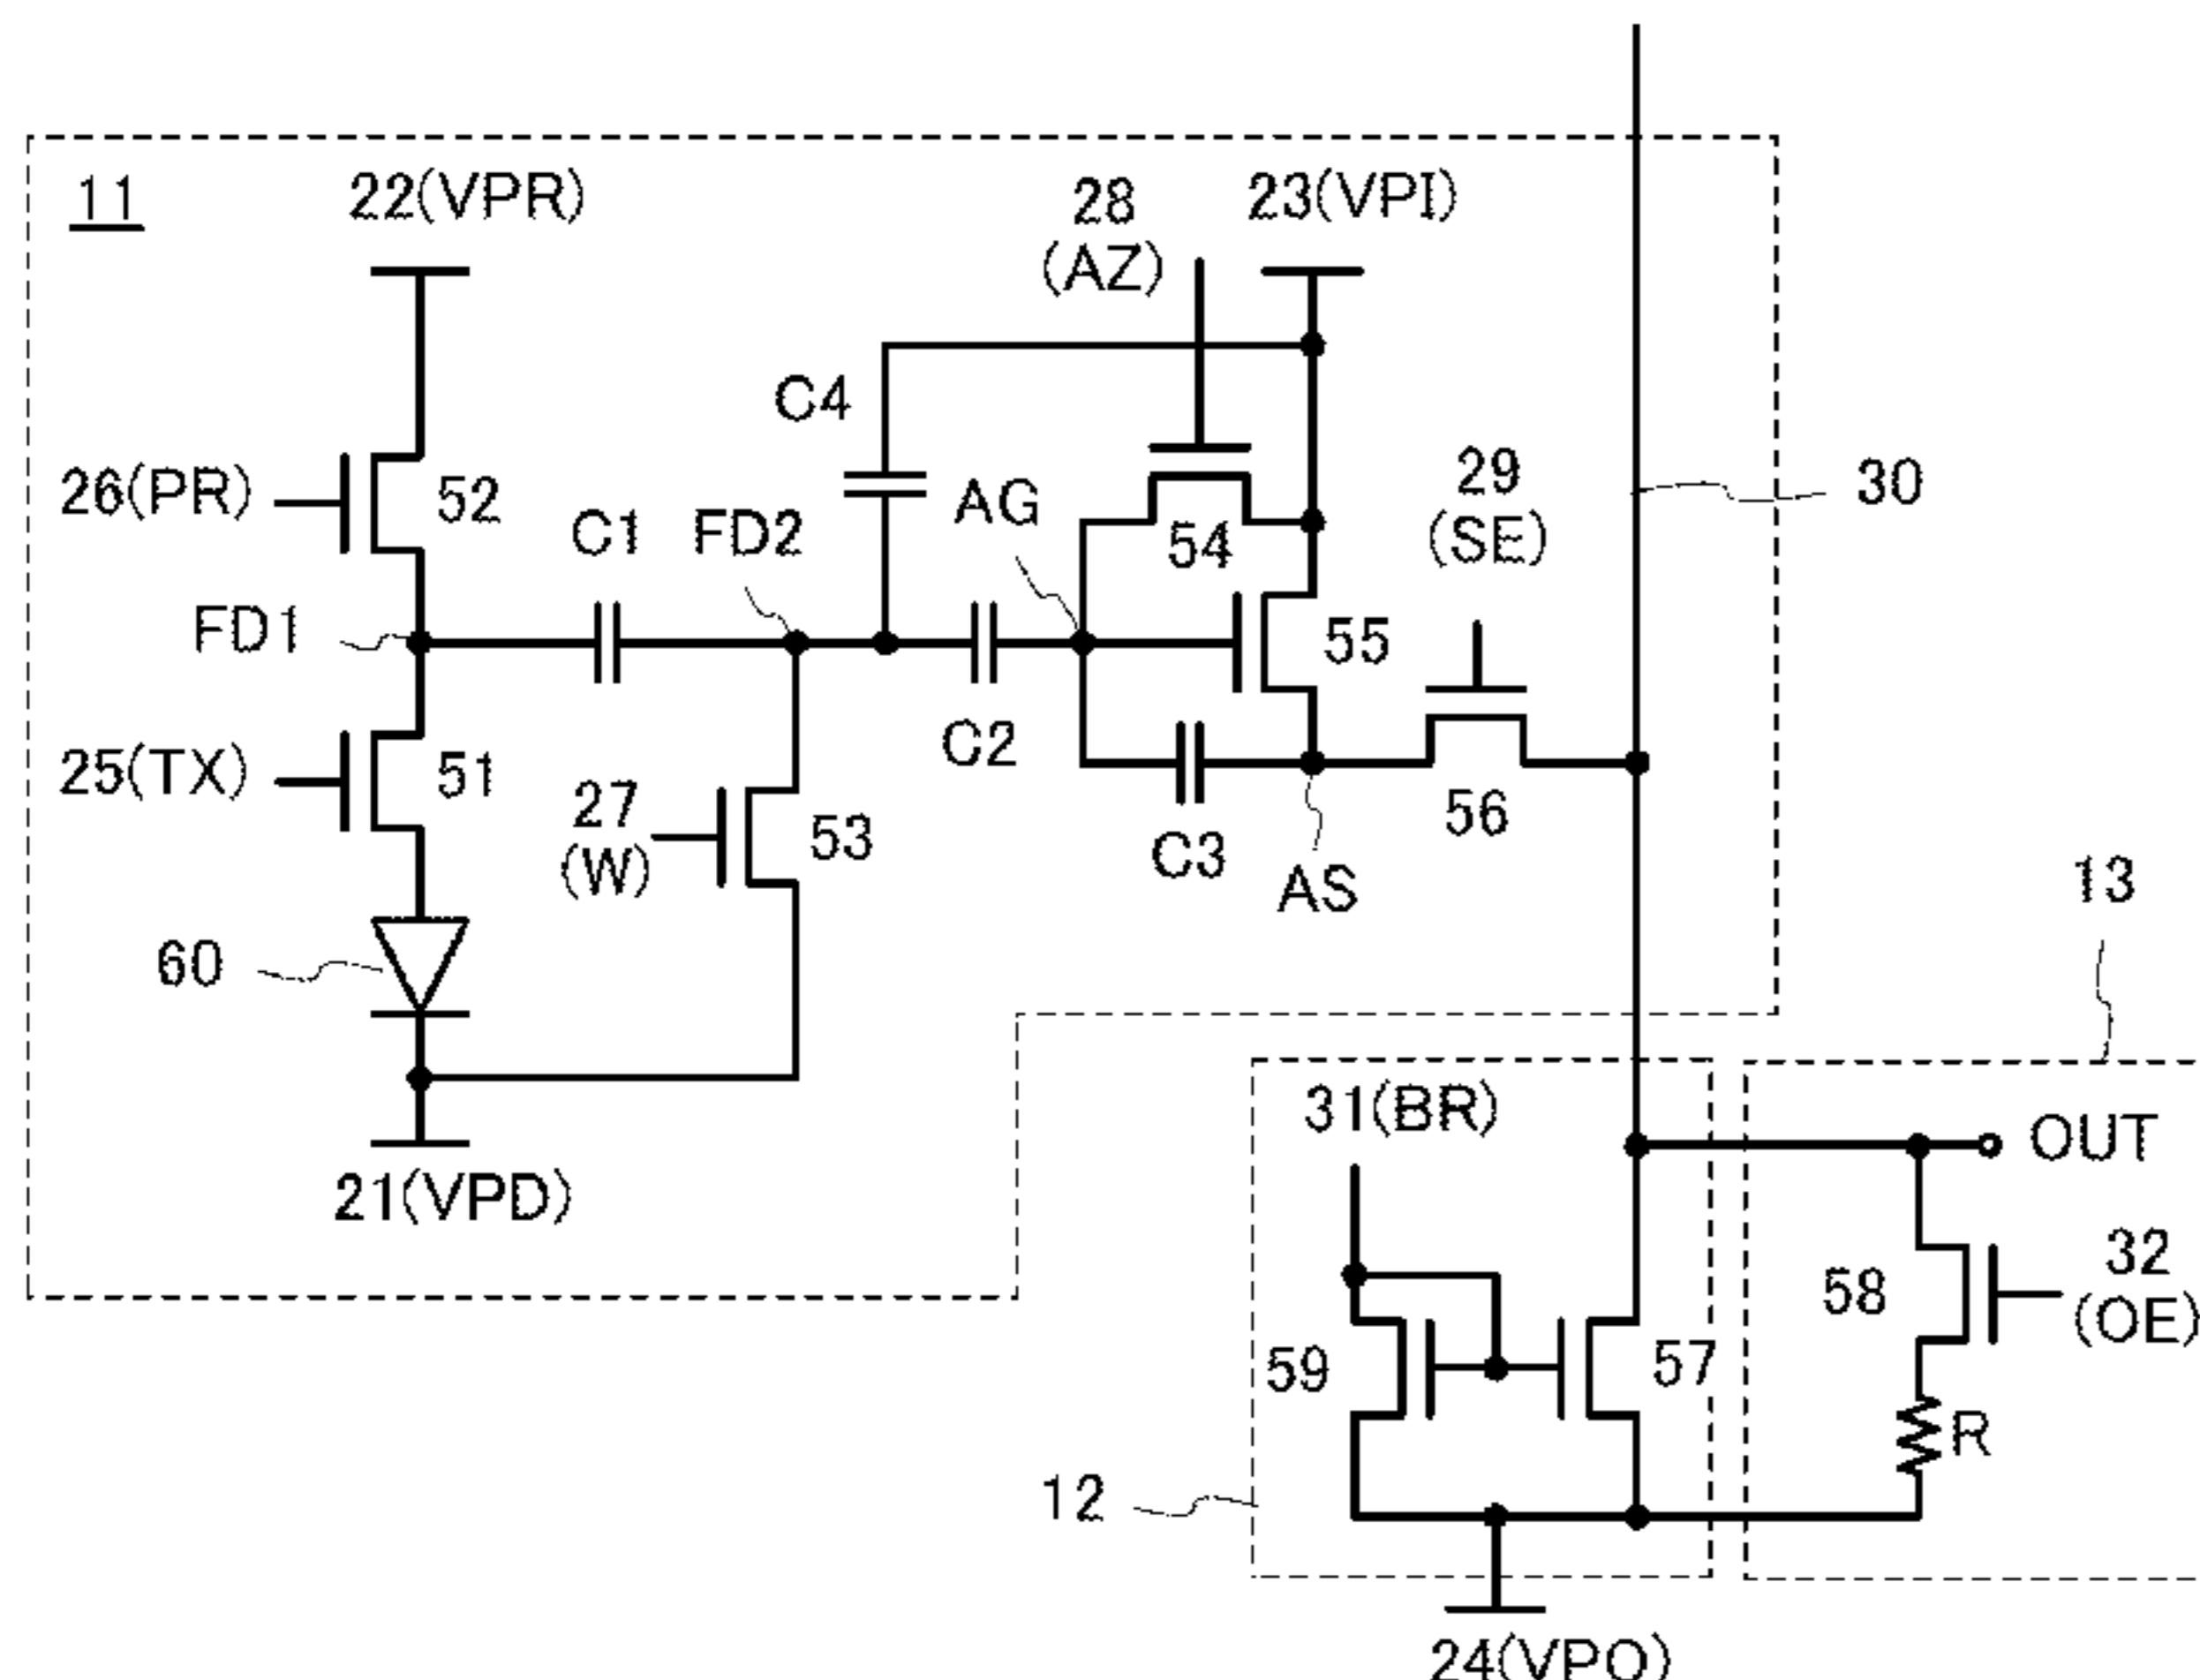 11
22(VPR)
28
(AZ)
23(VPI)
C4
26(PR)
52
C1
FD2
AG
54
29
(SE)
30
FD1
55
25(TX)
51
C2
27
(W)
53
C3
56
AS
13
60
31(BR)
OUT
21(VPD)
59
57
58
32
(OE)
R
12
24(VPO)